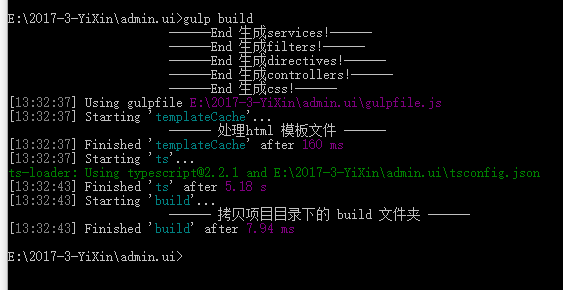 E:\2017-3-YiXin\admin.ui>gulp build
──────End 生成services!──────
──────End 生成filters!──────
──────End 生成directives!──────
──────End 生成controllers!──────
──────End 生成css!──────
[13:32:37] Using gulpfile E:\2017-3-YiXin\admin.ui\gulpfile.js
[13:32:37] Starting 'templateCache'...
────── 处理html 模板文件 ──────
[13:32:37] Finished 'templateCache' after 160 ms
[13:32:37] Starting 'ts'...
ts-loader: Using typescript@2.2.1 and E:\2017-3-YiXin\admin.ui\tsconfig.json
[13:32:43] Finished 'ts' after 5.18 s
[13:32:43] Starting 'build'...
────── 拷贝项目目录下的 build 文件夹 ──────
[13:32:43] Finished 'build' after 7.94 ms
E:\2017-3-YiXin\admin.ui>